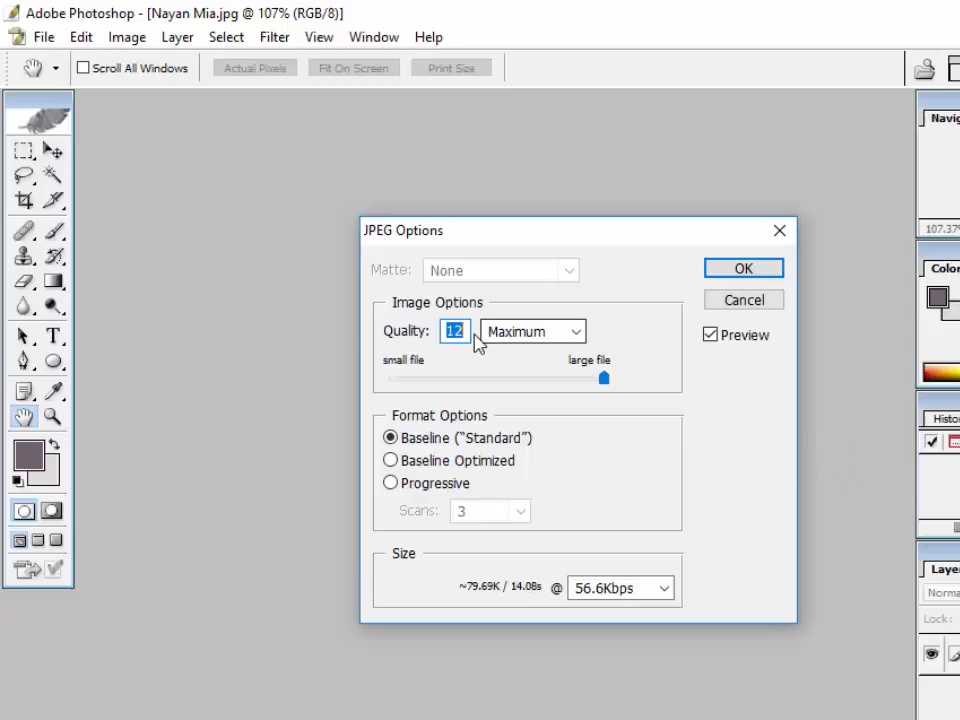 Adobe Photoshop - [Nayan Mia.jpg @ 107% (RGB/8)]
File Edit Image Layer Select Filter View Window Help
Scroll All Windows Actual Pixels Fit On Screen Print Size
Navig
107.37%
JPEG Options
Matte: None
OK
Image Options
Cancel
Quality: 12 Maximum
Preview
small file large file
Color
Format Options
Baseline ("Standard")
Baseline Optimized
Progressive
Scans: 3
Histo
Size
~79.69K / 14.08s @ 56.6Kbps
Layer
Norma
Lock:
T